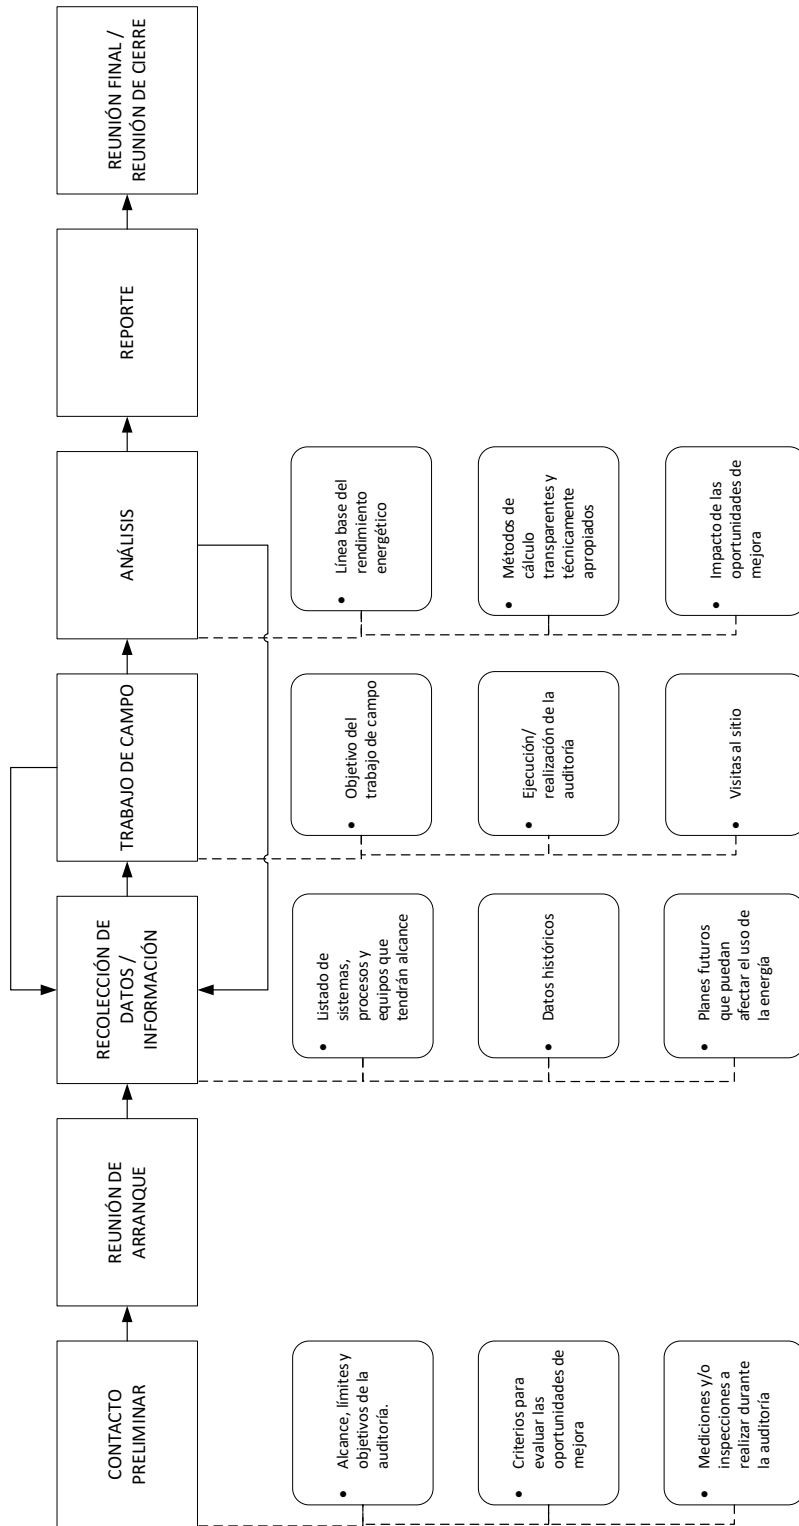 CONTACTO
PRELIMINAR
REUNIÓN DE
ARRANQUE
RECOLECCIÓN DE
DATOS /
INFORMACIÓN
TRABAJO DE CAMPO
ANÁLISIS
REPORTE
REUNIÓN FINAL /
REUNIÓN DE CIERRE
• Alcance, límites y
objetivos de la
auditoría.
• Criterios para
evaluar las
oportunidades de
mejora
• Mediciones y/o
inspecciones a
realizar durante
la auditoría
• Listado de
sistemas,
procesos y
equipos que
tendrán alcance
• Datos históricos
• Planes futuros
que puedan
afectar el uso de
la energía
• Objetivo del
trabajo de campo
• Ejecución/
realización de la
auditoría
• Visitas al sitio
• Línea base del
rendimiento
energético
• Métodos de
cálculo
transparentes y
técnicamente
apropiados
• Impacto de las
oportunidades de
mejora